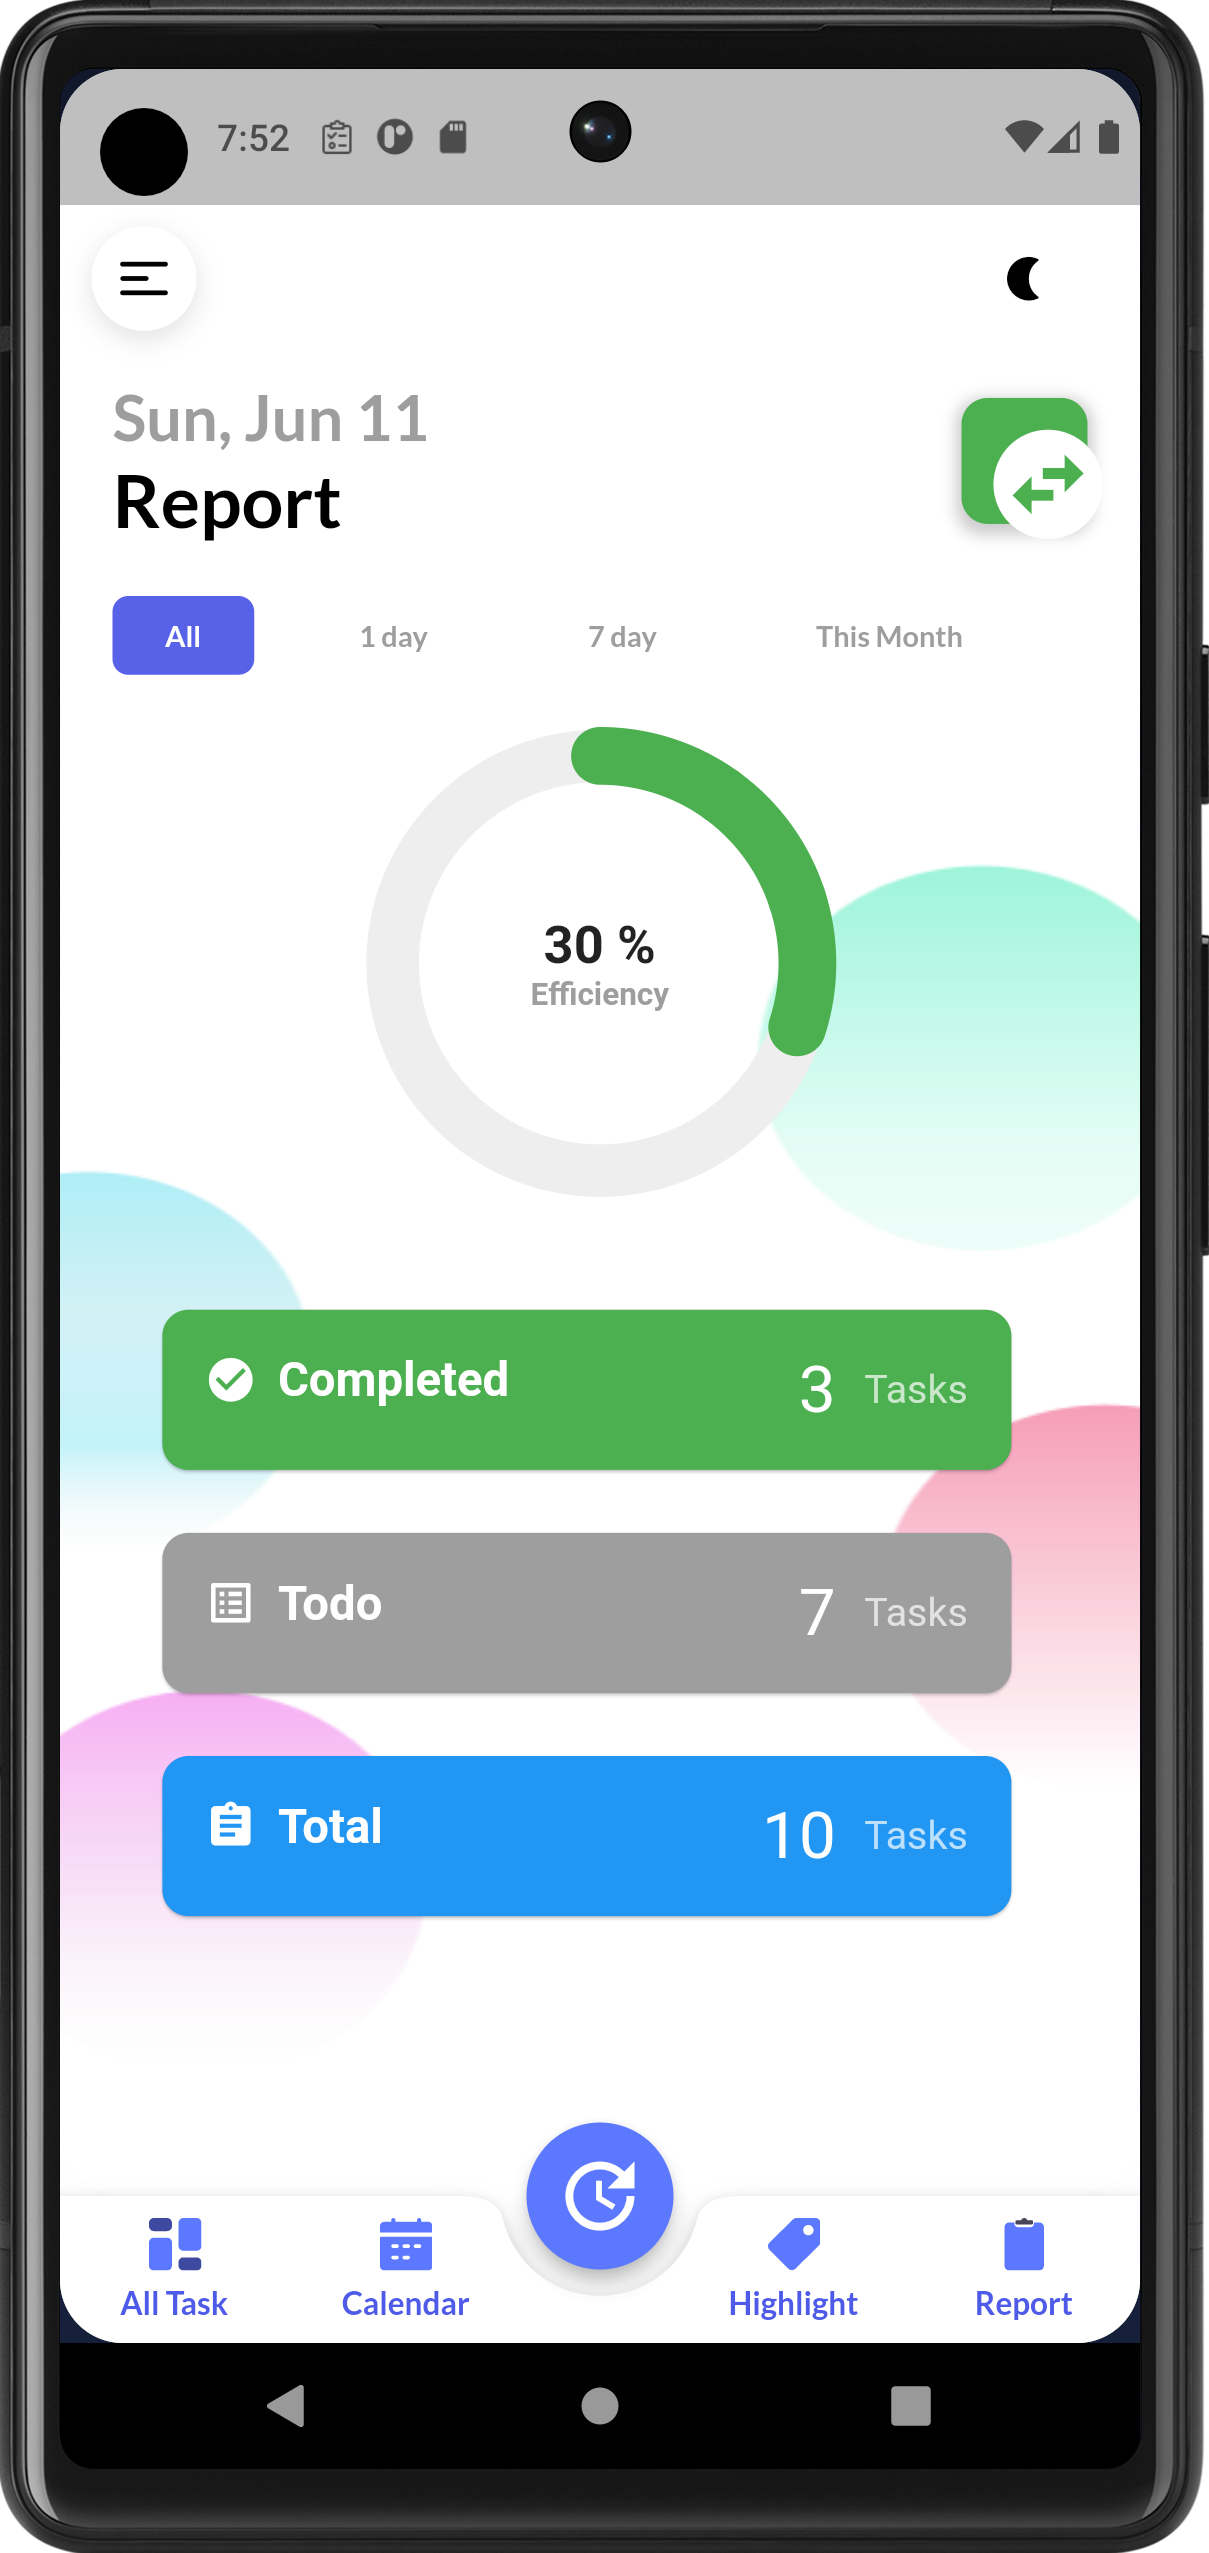 7:52
Sun, Jun 11
Report
All 1 day 7 day This Month
30 %
Efficiency
Completed 3 Tasks
Todo 7 Tasks
Total 10 Tasks
All Task Calendar Highlight Report